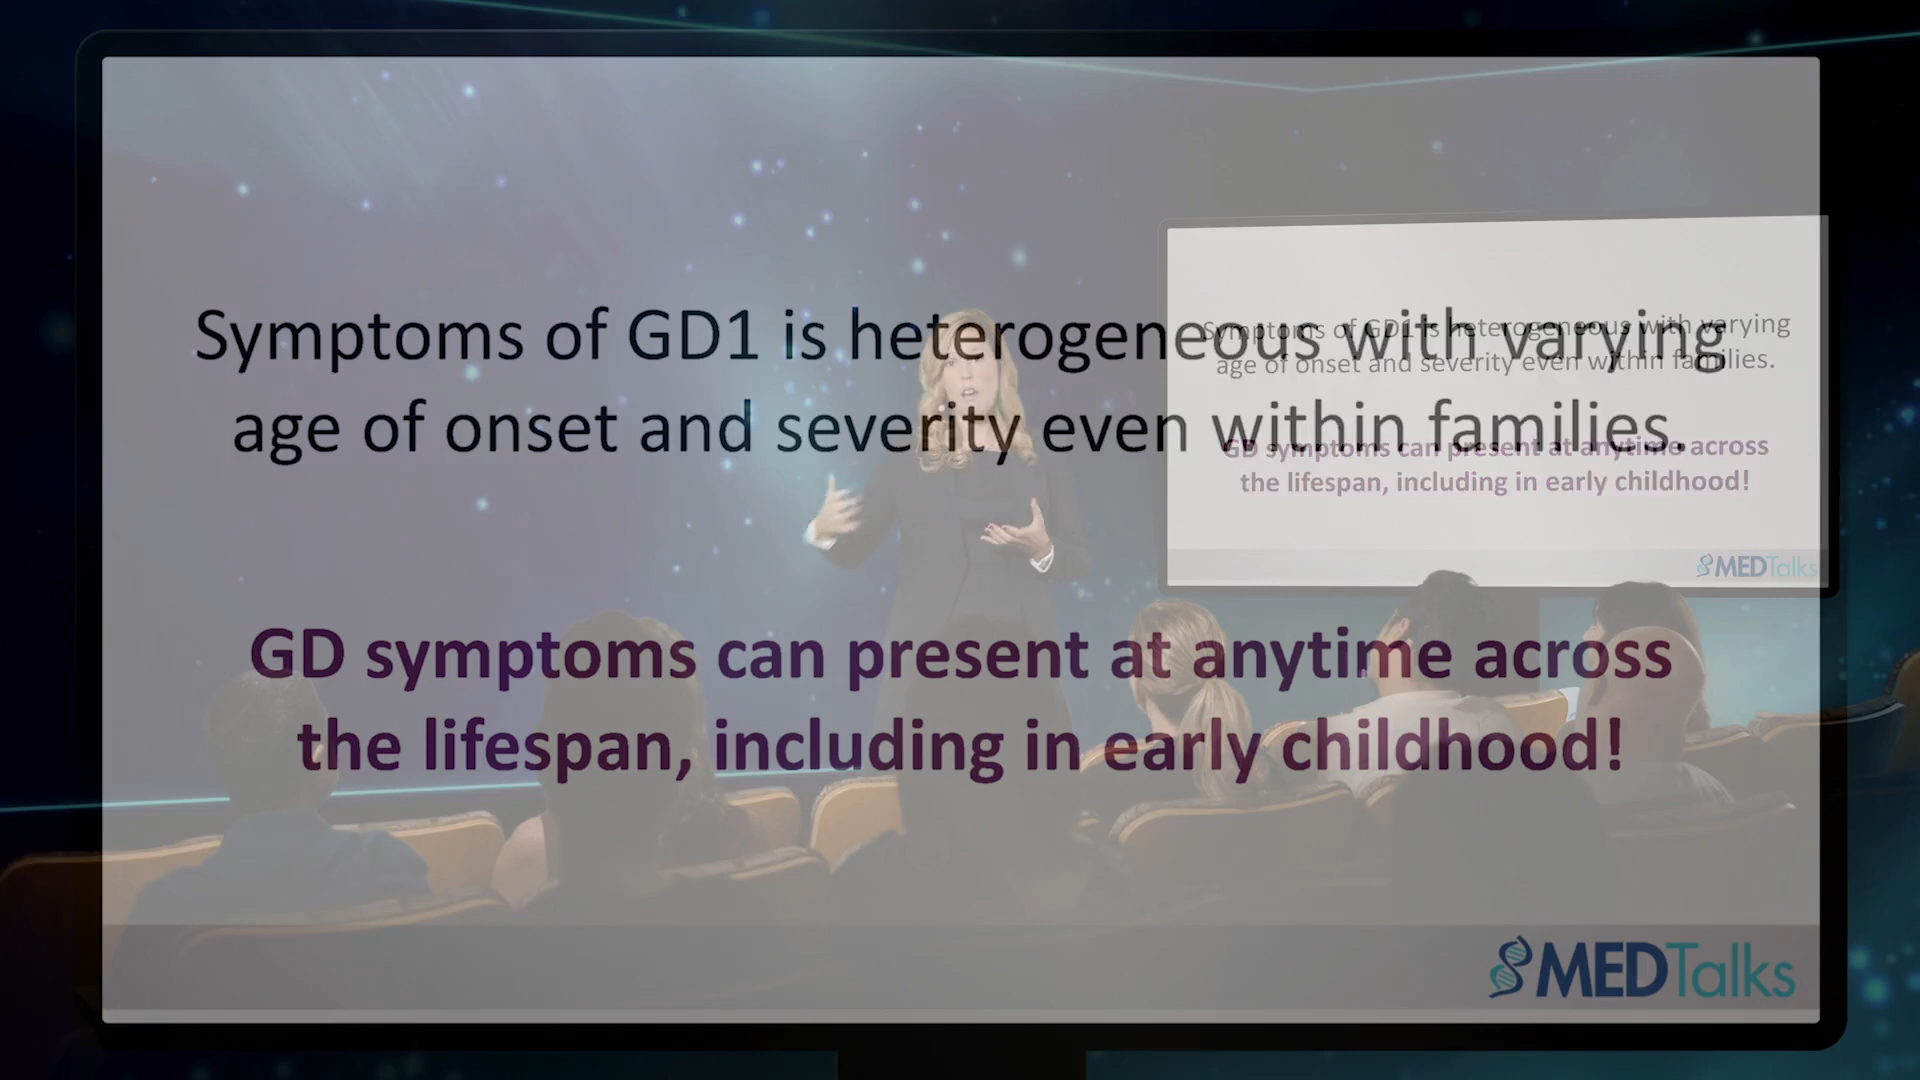 Symptoms of GD1 is heterogeneous with varying
age of onset and severity even within families.
GD symptoms can present at anytime across
the lifespan, including in early childhood!
MEDTalks
Symptoms of GD1 is heterogeneous with varying
age of onset and severity even within families.
GD symptoms can present at anytime across
the lifespan, including in early childhood!
MEDTalks